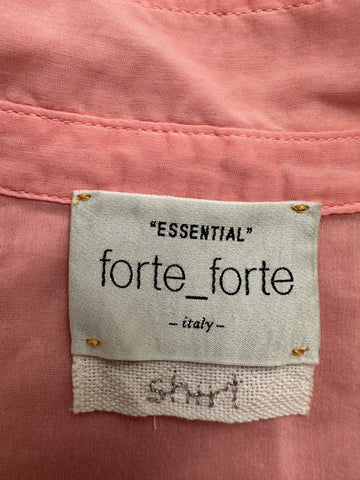 "ESSENTIAL"
forte_forte
– italy –
shirt